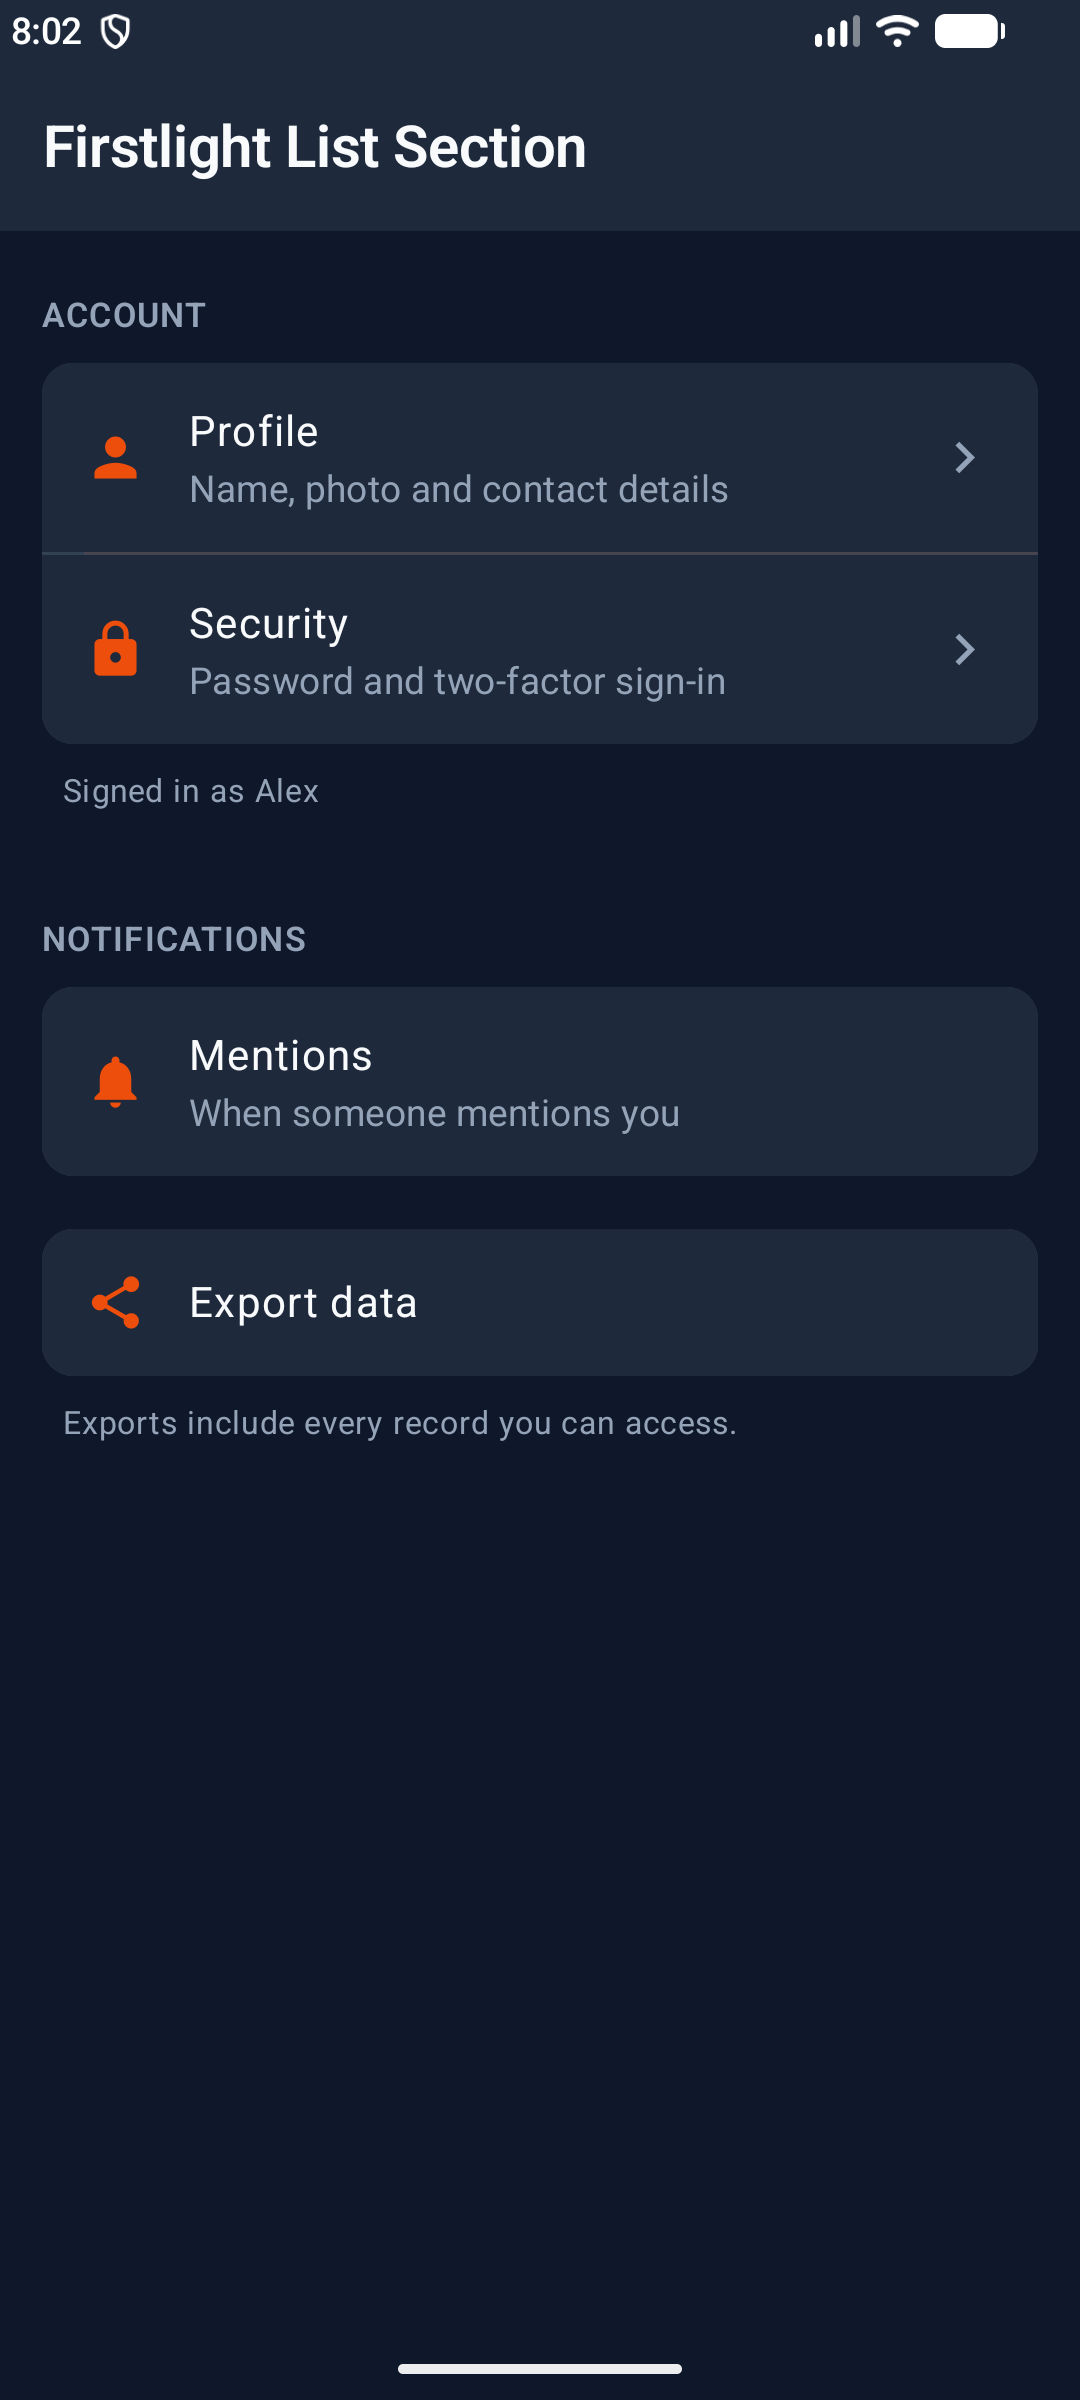 8:02
Firstlight List Section
ACCOUNT
Profile
Name, photo and contact details
Security
Password and two-factor sign-in
Signed in as Alex
NOTIFICATIONS
Mentions
When someone mentions you
Export data
Exports include every record you can access.